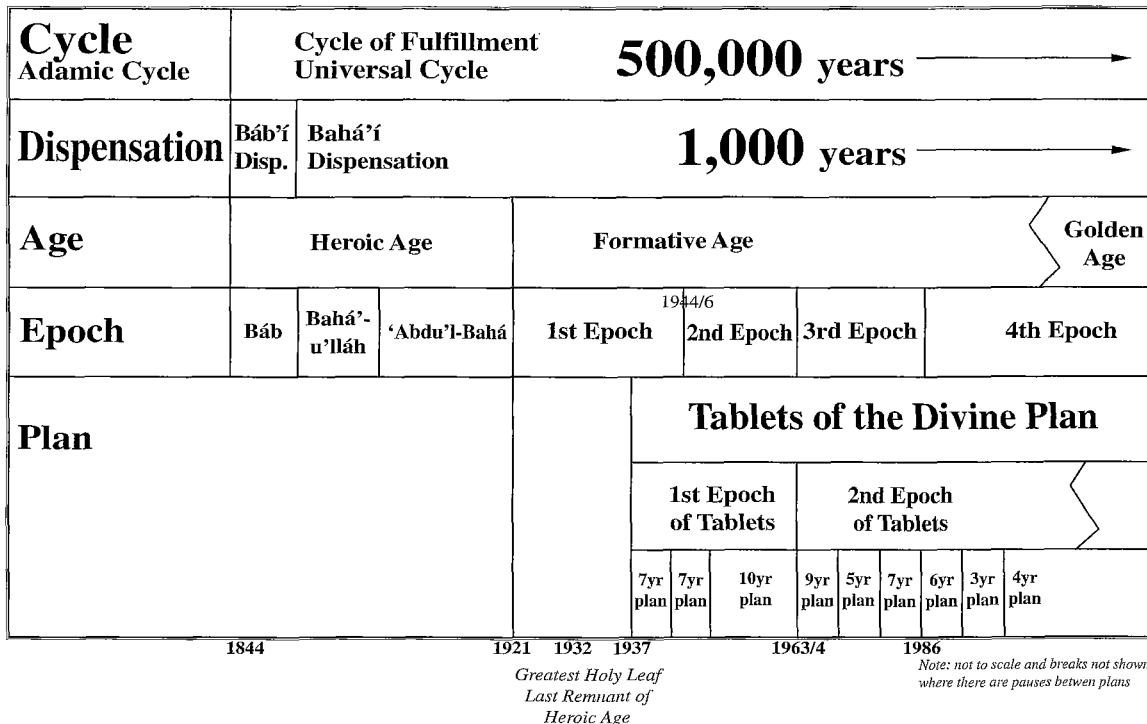 Cycle
Adamic Cycle
Cycle of Fulfillment
Universal Cycle
500,000 years
Dispensation
Báb'í
Disp.
Bahá'í
Dispensation
1,000 years
Age
Heroic Age
Formative Age
Golden
Age
Epoch
Báb
Bahá'-
u'lláh
'Abdu'l-Bahá
1st Epoch
1944/6
2nd Epoch
3rd Epoch
4th Epoch
Plan
Tablets of the Divine Plan
1st Epoch
of Tablets
2nd Epoch
of Tablets
7yr
plan
7yr
plan
10yr
plan
9yr
plan
5yr
plan
7yr
plan
6yr
plan
3yr
plan
4yr
plan
1844
1921
1932
1937
1963/4
1986
Greatest Holy Leaf
Last Remnant of
Heroic Age
Note: not to scale and breaks not shown
where there are pauses betwen plans